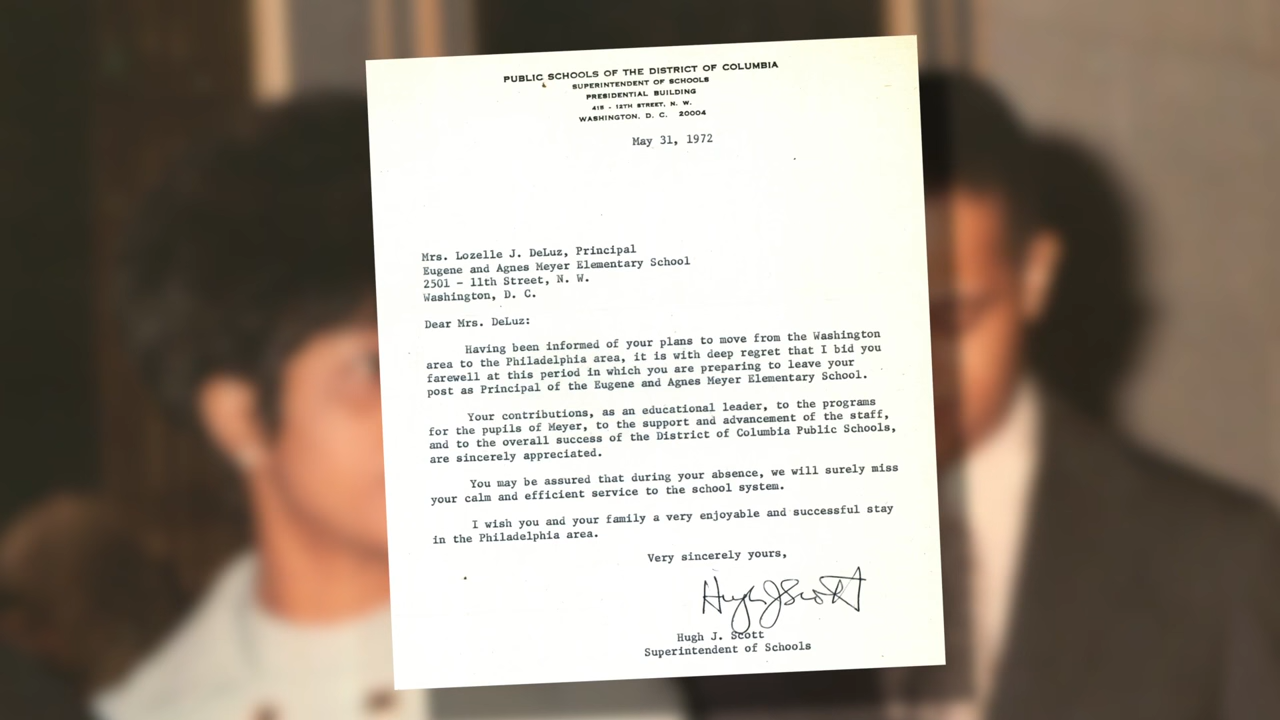 PUBLIC SCHOOLS OF THE DISTRICT OF COLUMBIA
SUPERINTENDENT OF SCHOOLS
PRESIDENTIAL BUILDING
415 - 12TH STREET, N. W.
WASHINGTON, D. C. 20004
May 31, 1972
Mrs. Lozelle J. DeLuz, Principal
Eugene and Agnes Meyer Elementary School
2501 - 11th Street, N. W.
Washington, D. C.
Dear Mrs. DeLuz:
Having been informed of your plans to move from the Washington
area to the Philadelphia area, it is with deep regret that I bid you
farewell at this period in which you are preparing to leave your
post as Principal of the Eugene and Agnes Meyer Elementary School.
Your contributions, as an educational leader, to the programs
for the pupils of Meyer, to the support and advancement of the staff,
and to the overall success of the District of Columbia Public Schools,
are sincerely appreciated.
You may be assured that during your absence, we will surely miss
your calm and efficient service to the school system.
I wish you and your family a very enjoyable and successful stay
in the Philadelphia area.
Very sincerely yours,
Hugh J Scott
Hugh J. Scott
Superintendent of Schools